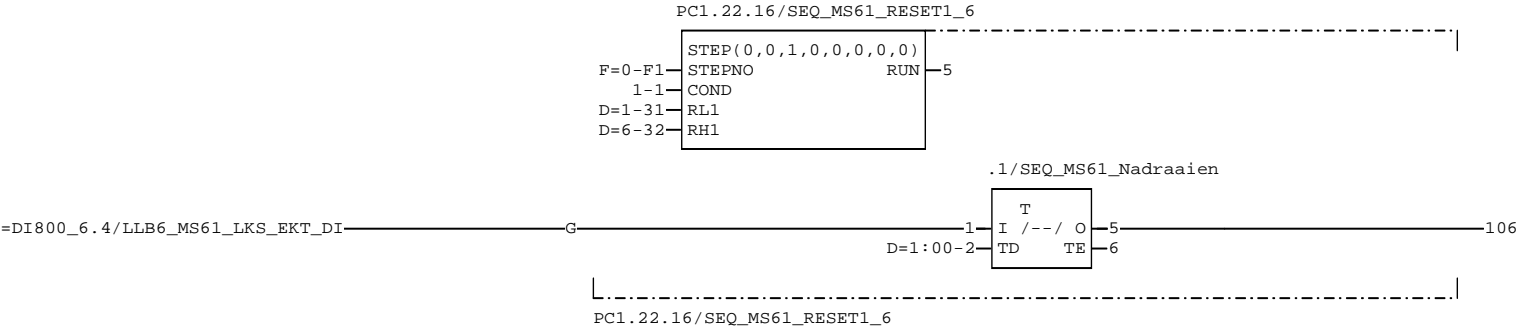 PC1.22.16/SEQ_MS61_RESET1_6
STEP(0,0,1,0,0,0,0,0)
F=0-F1 STEPNO RUN 5
1-1 COND
D=1-31 RL1
D=6-32 RH1
.1/SEQ_MS61_Nadraaien
T
=DI800_6.4/LLB6_MS61_LKS_EKT_DI G 1 I /--/ O 5 106
D=1:00-2 TD TE 6
PC1.22.16/SEQ_MS61_RESET1_6